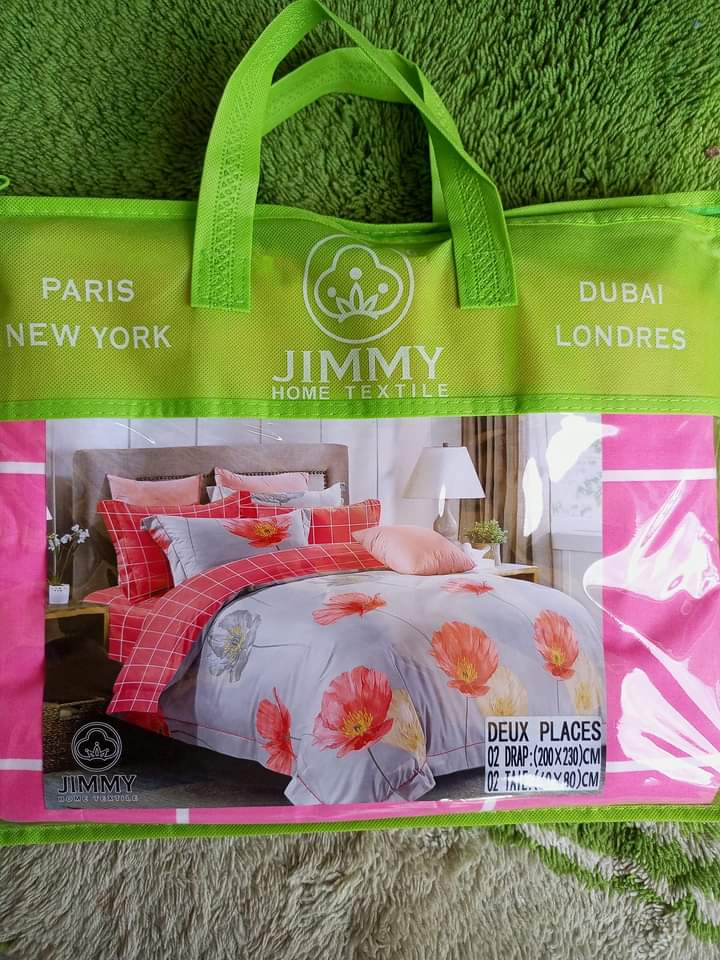 PARIS
NEW YORK
JIMMY
HOME TEXTILE
DUBAI
LONDRES
JIMMY
HOME TEXTILE
DEUX PLACES
02 DRAP:(200X230)CM
02